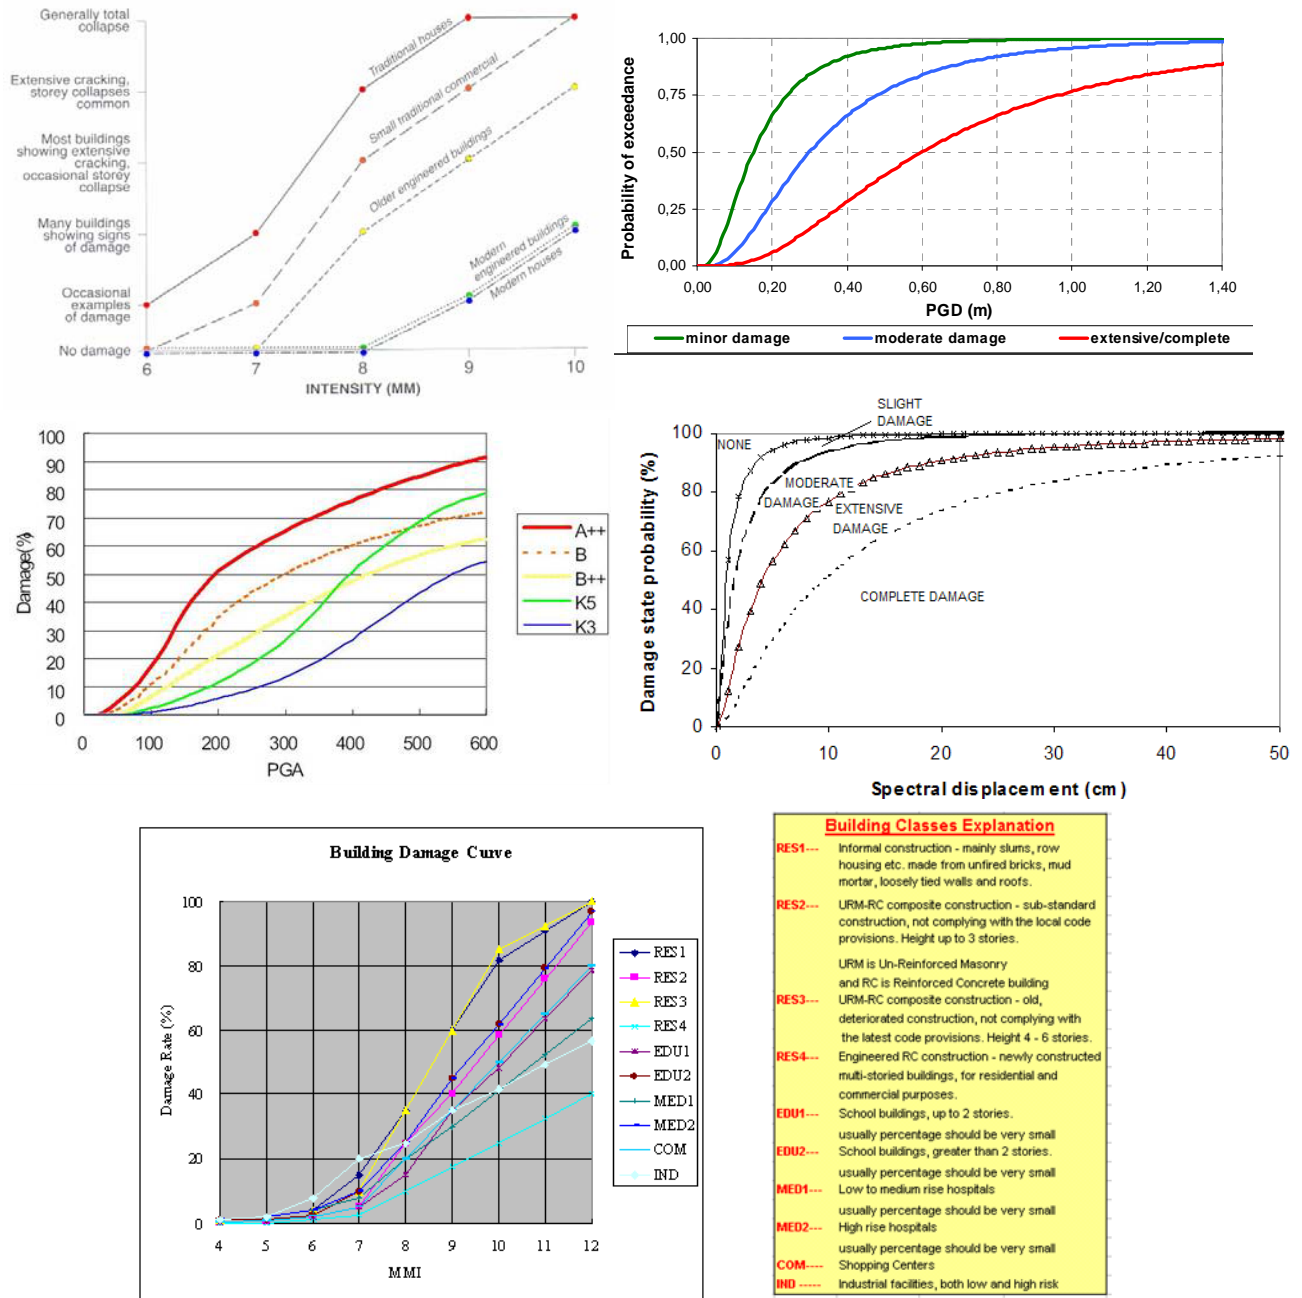 Generally total
collapse
Extensive cracking,
storey collapses
common
Most buildings
showing extensive
cracking,
occasional storey
collapse
Many buildings
showing signs
of damage
Occasional
examples
of damage
No damage
Traditional houses
Small traditional commercial
Older engineered buildings
Modern
engineered buildings
Modern houses
6 7 8 9 10
INTENSITY (MM)
Probability of exceedance
1,00
0,75
0,50
0,25
0,00
0,00 0,20 0,40 0,60 0,80 1,00 1,20 1,40
PGD (m)
minor damage moderate damage extensive/complete
Damage(%
100
90
80
70
60
50
40
30
20
10
0
0 100 200 300 400 500 600
PGA
A++
B
B++
K5
K3
Damage state probability (%)
100
80
60
40
20
0
SLIGHT
DAMAGE
NONE
MODERATE
DAMAGE
EXTENSIVE
DAMAGE
COMPLETE DAMAGE
0 10 20 30 40 50
Spectral displacement (cm)
Building Damage Curve
Damage Rate (%)
100
80
60
40
20
0
4 5 6 7 8 9 10 11 12
MMI
RES1
RES2
RES3
RES4
EDU1
EDU2
MED1
MED2
COM
IND
Building Classes Explanation
RES1--- Informal construction - mainly slums, row
housing etc. made from unfired bricks, mud
mortar, loosely tied walls and roofs.
RES2--- URM-RC composite construction - sub-standard
construction, not complying with the local code
provisions. Height up to 3 stories.
URM is Un-Reinforced Masonry
and RC is Reinforced Concrete building
RES3--- URM-RC composite construction - old,
deteriorated construction, not complying with
the latest code provisions. Height 4 - 6 stories.
RES4--- Engineered RC construction - newly constructed
multi-storied buildings, for residential and
commercial purposes.
EDU1--- School buildings, up to 2 stories.
usually percentage should be very small
EDU2--- School buildings, greater than 2 stories.
usually percentage should be very small
MED1--- Low to medium rise hospitals
usually percentage should be very small
MED2--- High rise hospitals
usually percentage should be very small
COM---- Shopping Centers
IND ----- Industrial facilities, both low and high risk